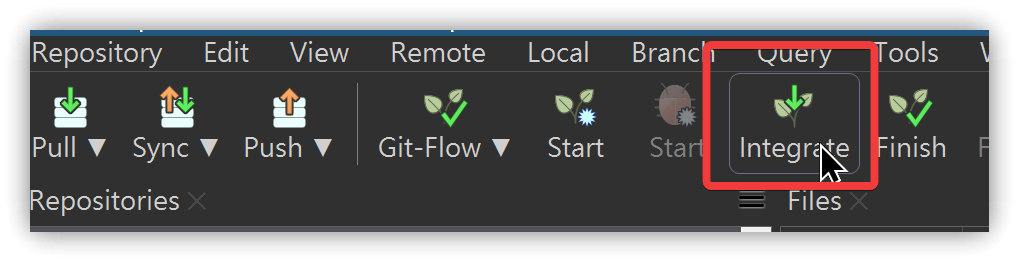 Repository Edit View Remote Local Branch Query Tools
Pull ▼ Sync ▼ Push ▼ Git-Flow ▼ Start Start Integrate Finish
Repositories Files